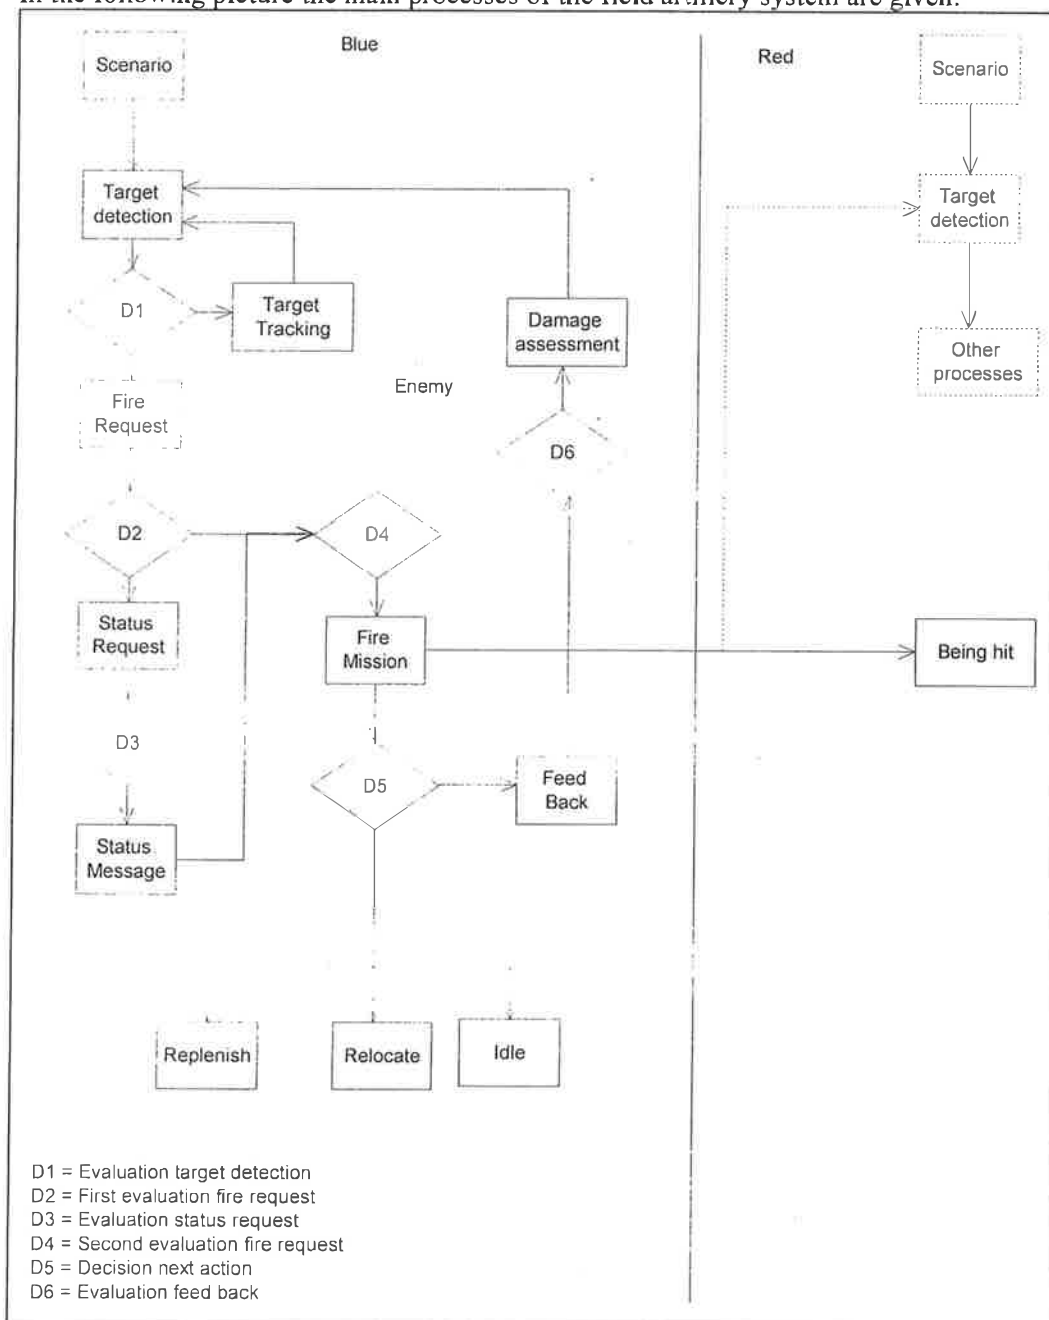 In the following picture the main processes of the field artillery system are given:
Blue
Red
Scenario
Scenario
Target
detection
Target
detection
D1
Target
Tracking
Damage
assessment
Other
processes
Enemy
Fire
Request
D6
D2
D4
Status
Request
Fire
Mission
Being hit
D3
D5
Feed
Back
Status
Message
Replenish
Relocate
Idle
D1 = Evaluation target detection
D2 = First evaluation fire request
D3 = Evaluation status request
D4 = Second evaluation fire request
D5 = Decision next action
D6 = Evaluation feed back